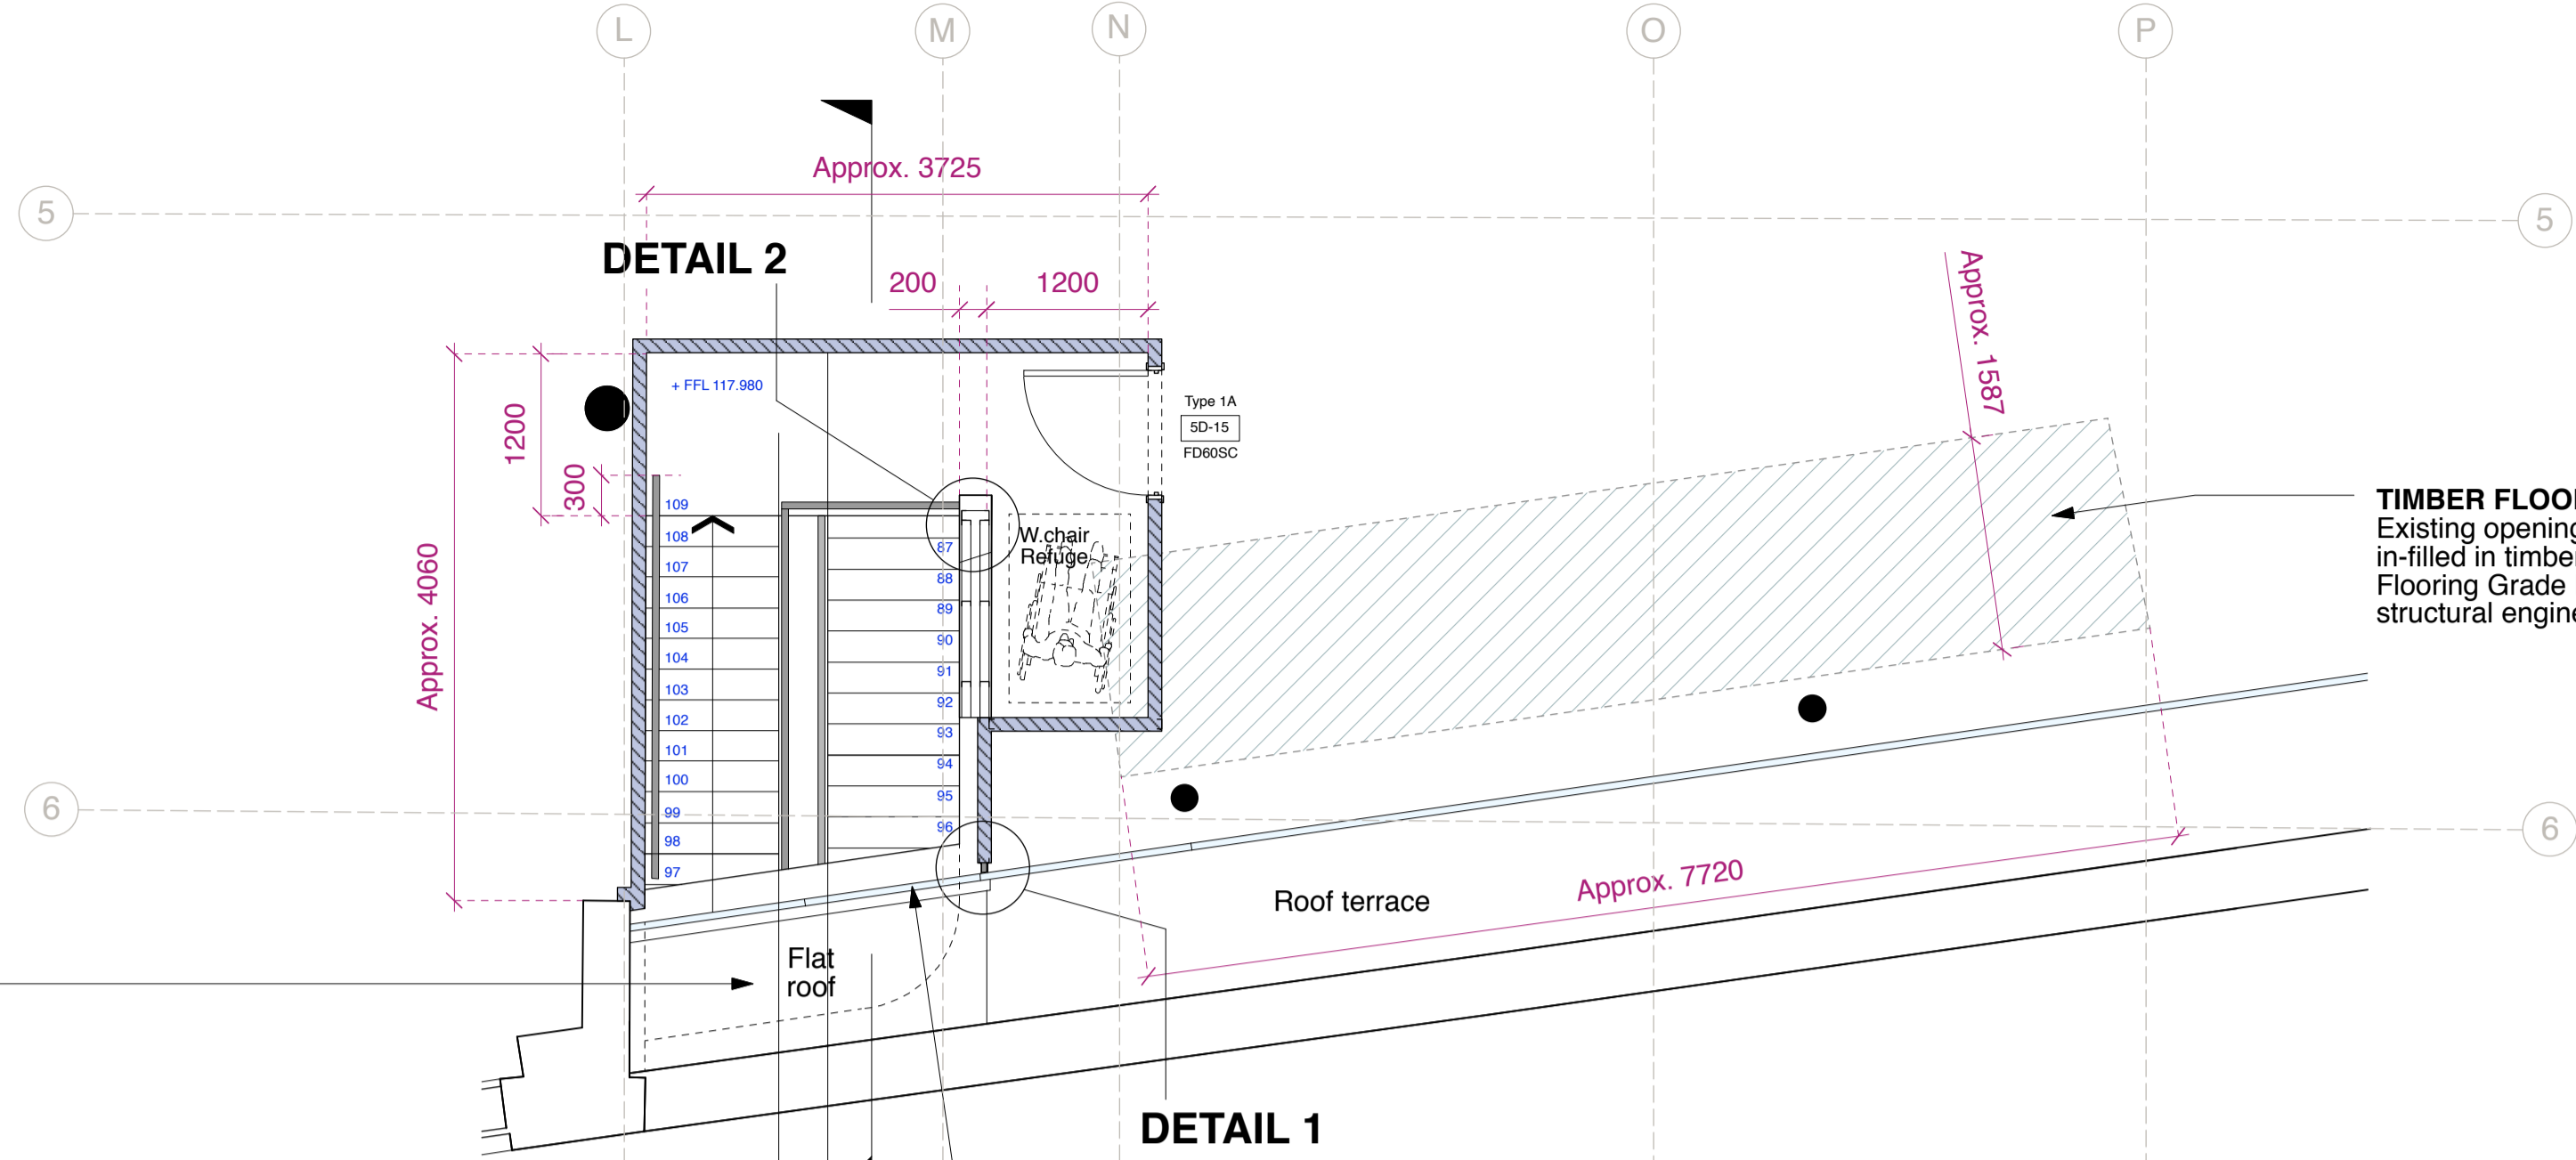 L
M
N
O
P
Approx. 3725
5
5
DETAIL 2
200
1200
Approx. 1587
+ FFL 117.980
Type 1A
5D-15
FD60SC
1200
300
Approx. 4060
TIMBER FLOO
Existing opening
in-filled in timbe
Flooring Grade
structural engine
W.chair
Refuge
109
108
107
106
105
104
103
102
101
100
99
98
97
87
88
89
90
91
92
93
94
95
96
6
6
Approx. 7720
Roof terrace
Flat
roof
DETAIL 1